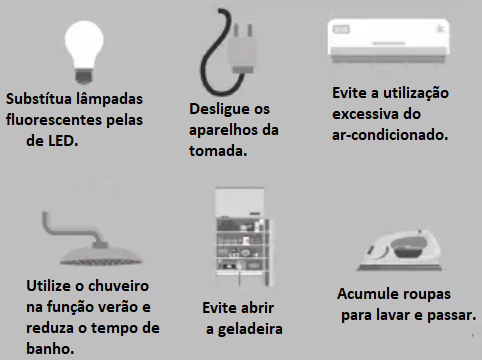 Substítua lâmpadas
fluorescentes pelas
de LED.
Desligue os
aparelhos da
tomada.
Evite a utilização
excessiva do
ar-condicionado.
Utilize o chuveiro
na função verão e
reduza o tempo de
banho.
Evite abrir
a geladeira
Acumule roupas
para lavar e passar.